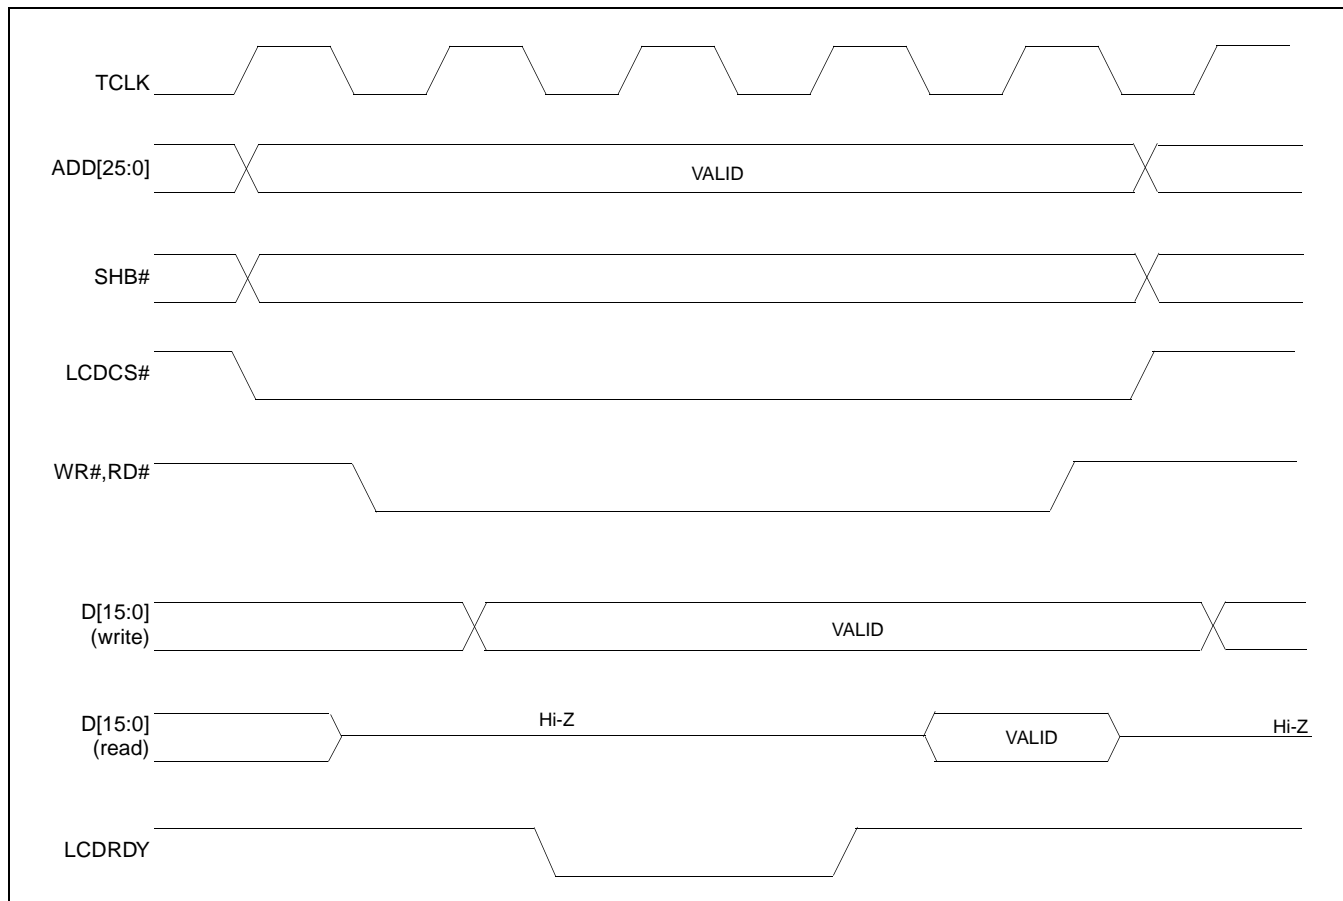 TCLK
ADD[25:0]
VALID
SHB#
LCDCS#
WR#,RD#
D[15:0]
(write)
VALID
D[15:0]
(read)
Hi-Z
VALID
Hi-Z
LCDRDY